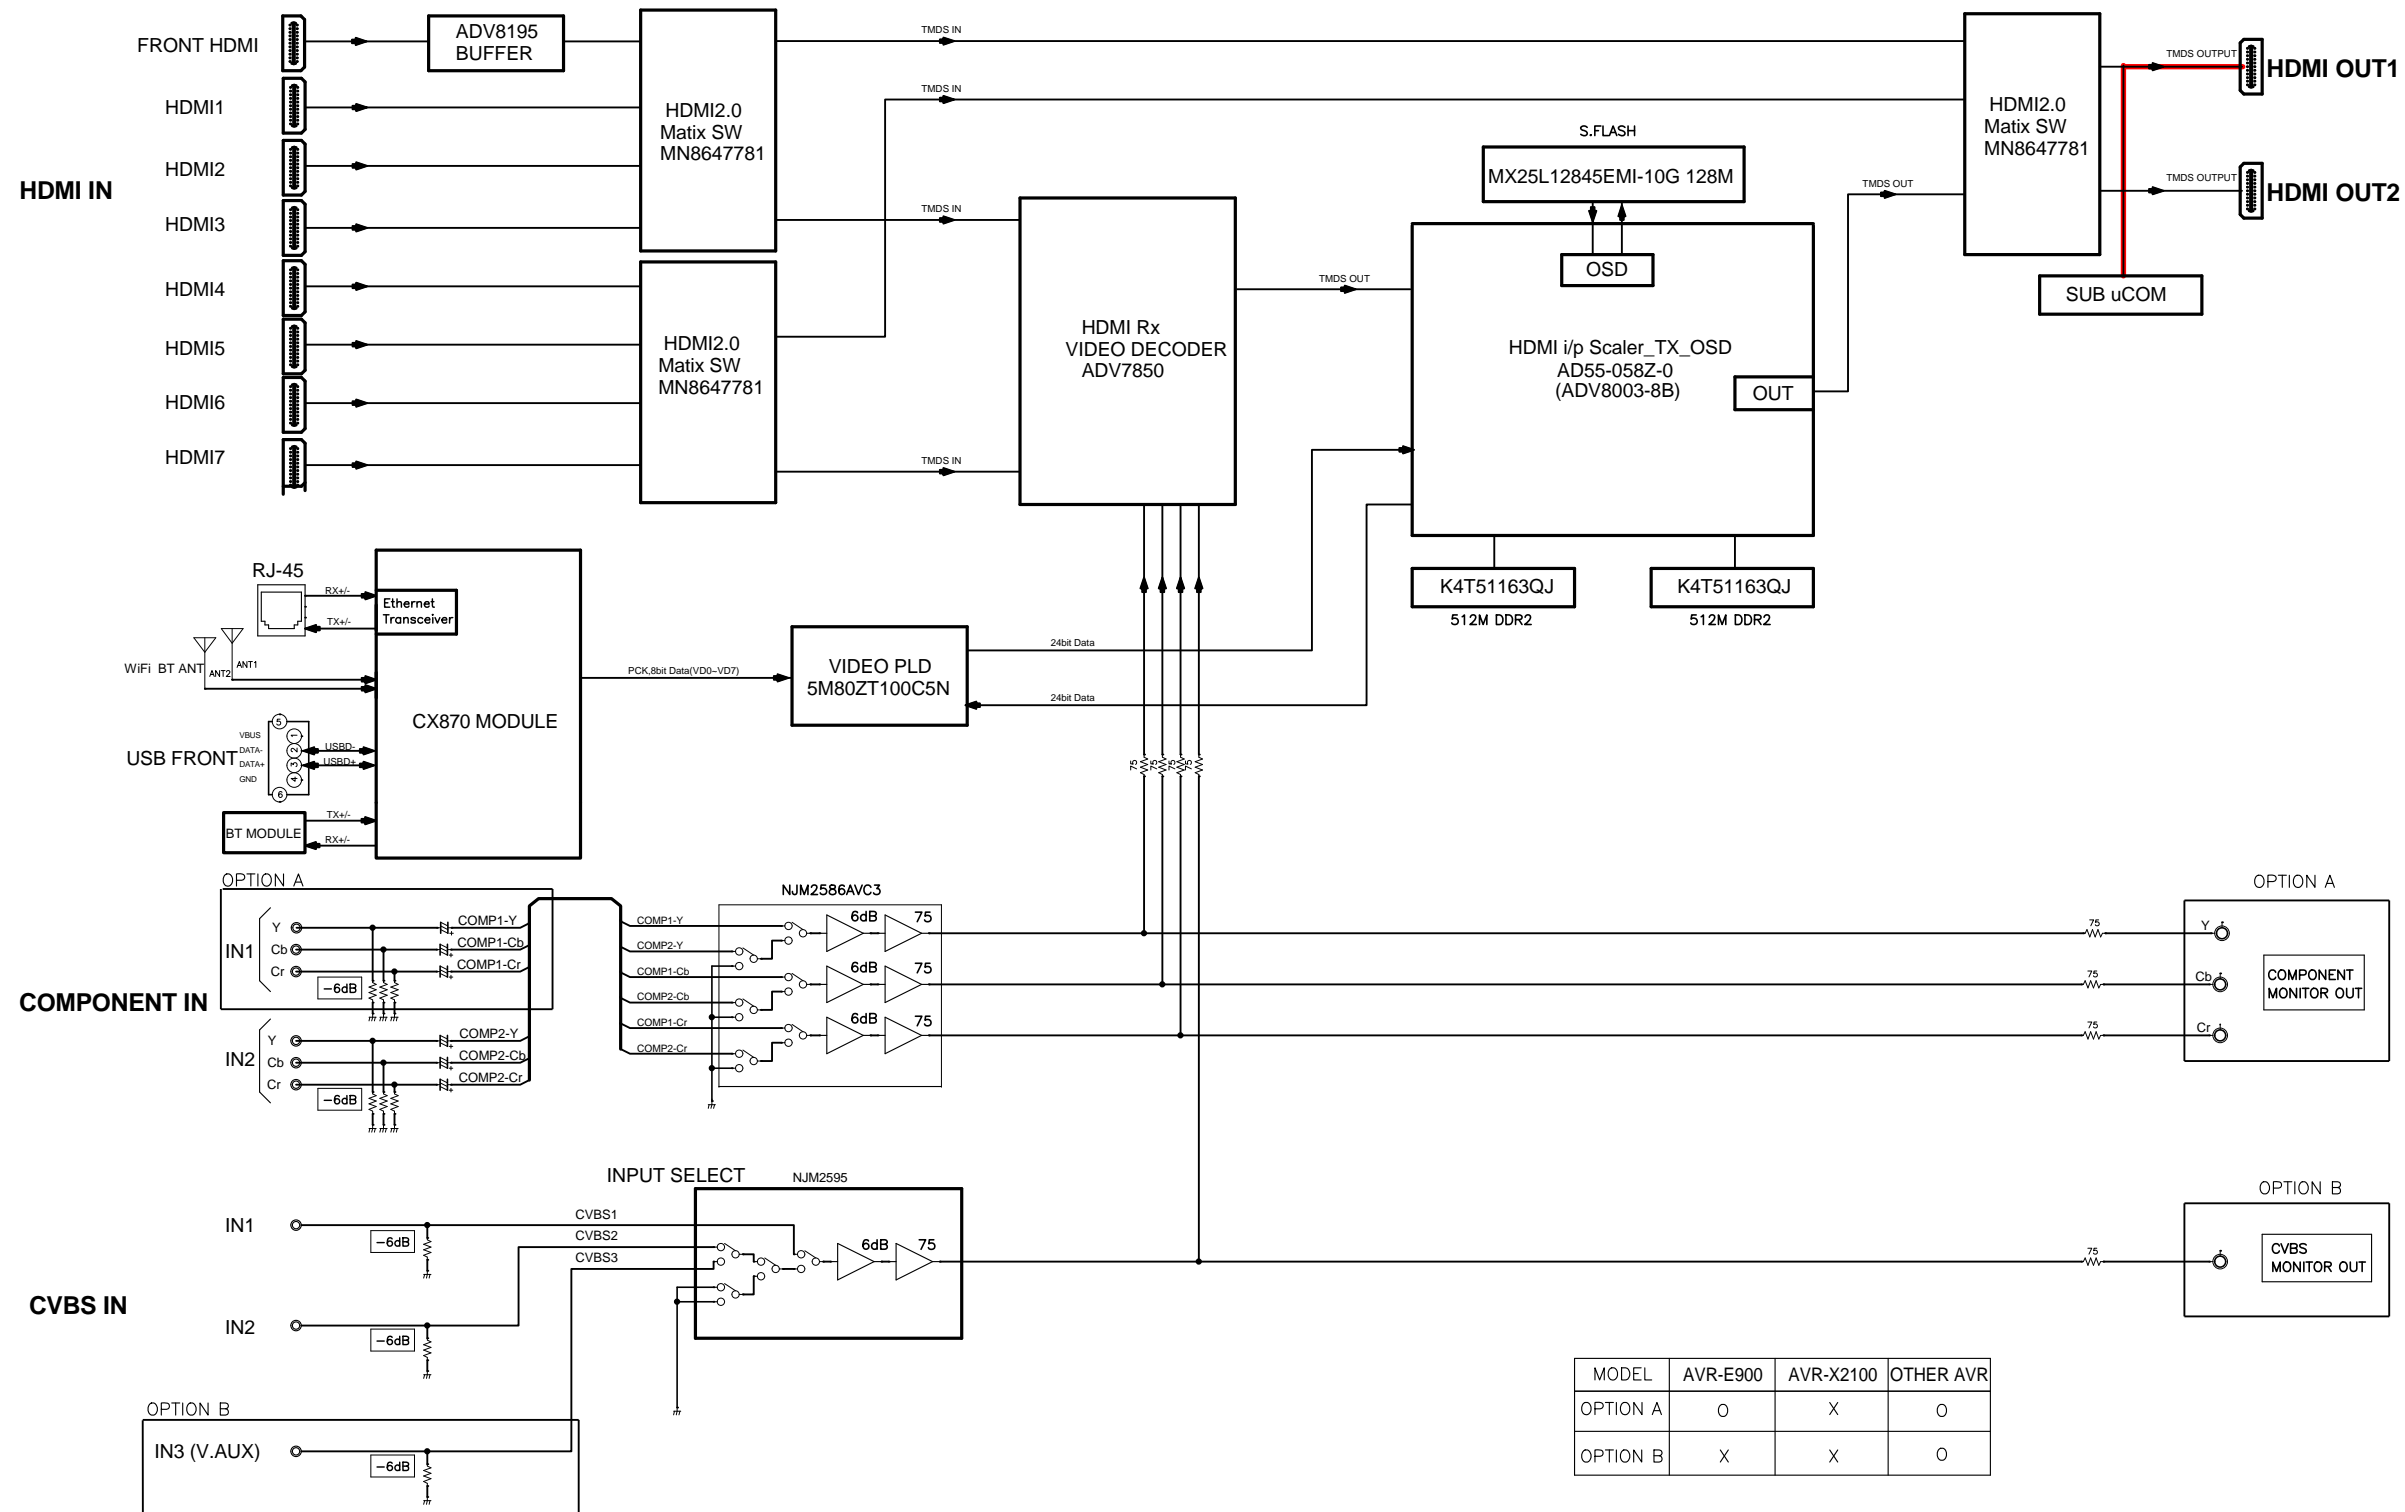 HDMI IN
FRONT HDMI
HDMI1
HDMI2
HDMI3
HDMI4
HDMI5
HDMI6
HDMI7
ADV8195
BUFFER
HDMI2.0
Matix SW
MN8647781
HDMI2.0
Matix SW
MN8647781
TMDS IN
TMDS IN
TMDS IN
TMDS IN
HDMI Rx
VIDEO DECODER
ADV7850
TMDS OUT
S.FLASH
MX25L12845EMI-10G 128M
OSD
HDMI i/p Scaler_TX_OSD
AD55-058Z-0
(ADV8003-8B)
OUT
K4T51163QJ
512M DDR2
K4T51163QJ
512M DDR2
TMDS OUT
HDMI2.0
Matix SW
MN8647781
TMDS OUTPUT
HDMI OUT1
TMDS OUTPUT
HDMI OUT2
SUB uCOM
RJ-45
RX+/-
TX+/-
Ethernet
Transceiver
WiFi BT ANT
ANT1
ANT2
CX870 MODULE
USB FRONT
VBUS
DATA-
DATA+
GND
5
1
2
3
4
6
USBD-
USBD+
BT MODULE
TX+/-
RX+/-
PCK,8bit Data(VD0~VD7)
VIDEO PLD
5M80ZT100C5N
24bit Data
24bit Data
75
75
75
75
COMPONENT IN
OPTION A
IN1
Y
Cb
Cr
-6dB
COMP1-Y
COMP1-Cb
COMP1-Cr
IN2
Y
Cb
Cr
-6dB
COMP2-Y
COMP2-Cb
COMP2-Cr
NJM2586AVC3
COMP1-Y
COMP2-Y
COMP1-Cb
COMP2-Cb
COMP1-Cr
COMP2-Cr
6dB 75
6dB 75
6dB 75
75
75
75
OPTION A
Y
Cb
Cr
COMPONENT
MONITOR OUT
CVBS IN
IN1
-6dB
IN2
-6dB
OPTION B
IN3 (V.AUX)
-6dB
INPUT SELECT
NJM2595
CVBS1
CVBS2
CVBS3
6dB 75
75
OPTION B
CVBS
MONITOR OUT
MODEL AVR-E900 AVR-X2100 OTHER AVR
OPTION A O X O
OPTION B X X O